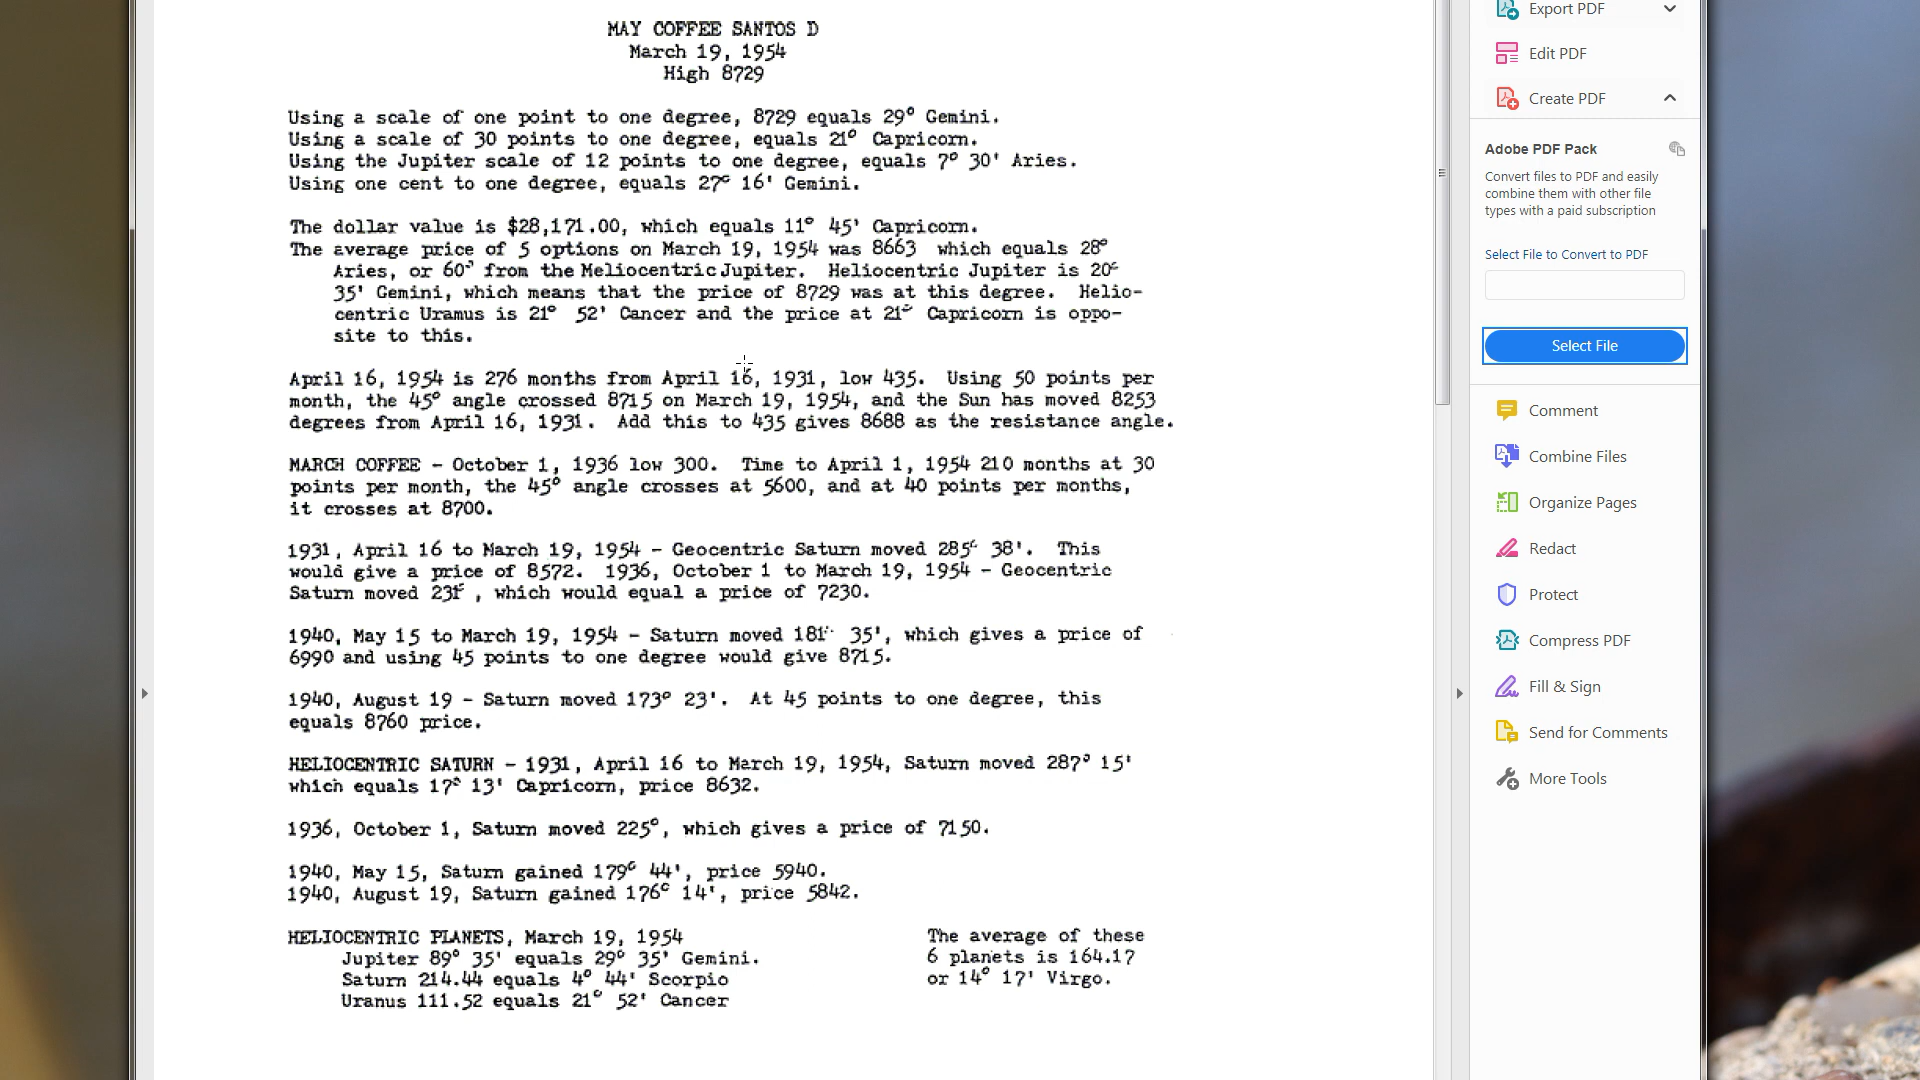 MAY COFFEE SANTOS D
March 19, 1954
High 8729
Using a scale of one point to one degree, 8729 equals 29° Gemini.
Using a scale of 30 points to one degree, equals 21° Capricorn.
Using the Jupiter scale of 12 points to one degree, equals 7° 30' Aries.
Using one cent to one degree, equals 27° 16' Gemini.
The dollar value is $28,171.00, which equals 11° 45' Capricorn.
The average price of 5 options on March 19, 1954 was 8663 which equals 28°
Aries, or 60° from the Meliocentric Jupiter. Heliocentric Jupiter is 20°
35' Gemini, which means that the price of 8729 was at this degree. Helio-
centric Uramus is 21° 52' Cancer and the price at 21° Capricorn is oppo-
site to this.
April 16, 1954 is 276 months from April 16, 1931, low 435. Using 50 points per
month, the 45° angle crossed 8715 on March 19, 1954, and the Sun has moved 8253
degrees from April 16, 1931. Add this to 435 gives 8688 as the resistance angle.
MARCH COFFEE - October 1, 1936 low 300. Time to April 1, 1954 210 months at 30
points per month, the 45° angle crosses at 5600, and at 40 points per months,
it crosses at 8700.
1931, April 16 to March 19, 1954 - Geocentric Saturn moved 285° 38'. This
would give a price of 8572. 1936, October 1 to March 19, 1954 - Geocentric
Saturn moved 231°, which would equal a price of 7230.
1940, May 15 to March 19, 1954 - Saturn moved 181° 35', which gives a price of
6990 and using 45 points to one degree would give 8715.
1940, August 19 - Saturn moved 173° 23'. At 45 points to one degree, this
equals 8760 price.
HELIOCENTRIC SATURN - 1931, April 16 to March 19, 1954, Saturn moved 287° 15'
which equals 17° 13' Capricorn, price 8632.
1936, October 1, Saturn moved 225°, which gives a price of 7150.
1940, May 15, Saturn gained 179° 44', price 5940.
1940, August 19, Saturn gained 176° 14', price 5842.
HELIOCENTRIC PLANETS, March 19, 1954
Jupiter 89° 35' equals 29° 35' Gemini.
Saturn 214.44 equals 4° 44' Scorpio
Uranus 111.52 equals 21° 52' Cancer
The average of these
6 planets is 164.17
or 14° 17' Virgo.
Export PDF
Edit PDF
Create PDF
Adobe PDF Pack
Convert files to PDF and easily
combine them with other file
types with a paid subscription
Select File to Convert to PDF
Select File
Comment
Combine Files
Organize Pages
Redact
Protect
Compress PDF
Fill & Sign
Send for Comments
More Tools